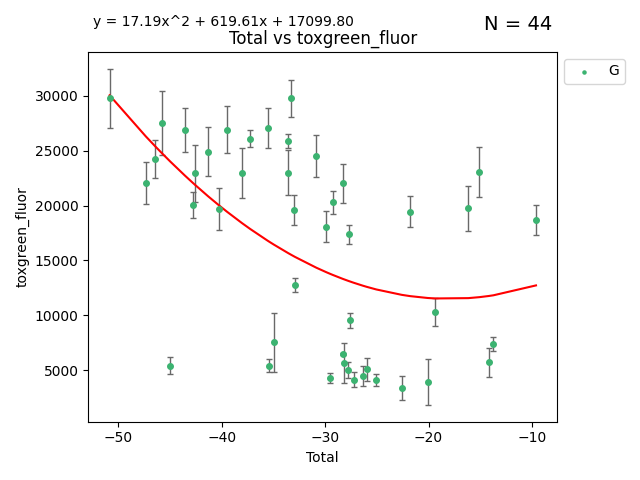 y = 17.19x^2 + 619.61x + 17099.80
N = 44
Total vs toxgreen_fluor
G
toxgreen_fluor
30000
25000
20000
15000
10000
5000
−50
−40
−30
−20
−10
Total